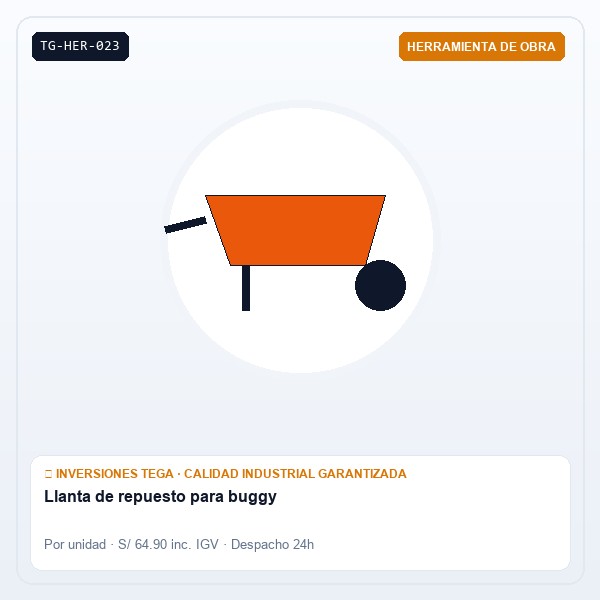 TG-HER-023
HERRAMIENTA DE OBRA
INVERSIONES TEGA · CALIDAD INDUSTRIAL GARANTIZADA
Llanta de repuesto para buggy
Por unidad · S/ 64.90 inc. IGV · Despacho 24h